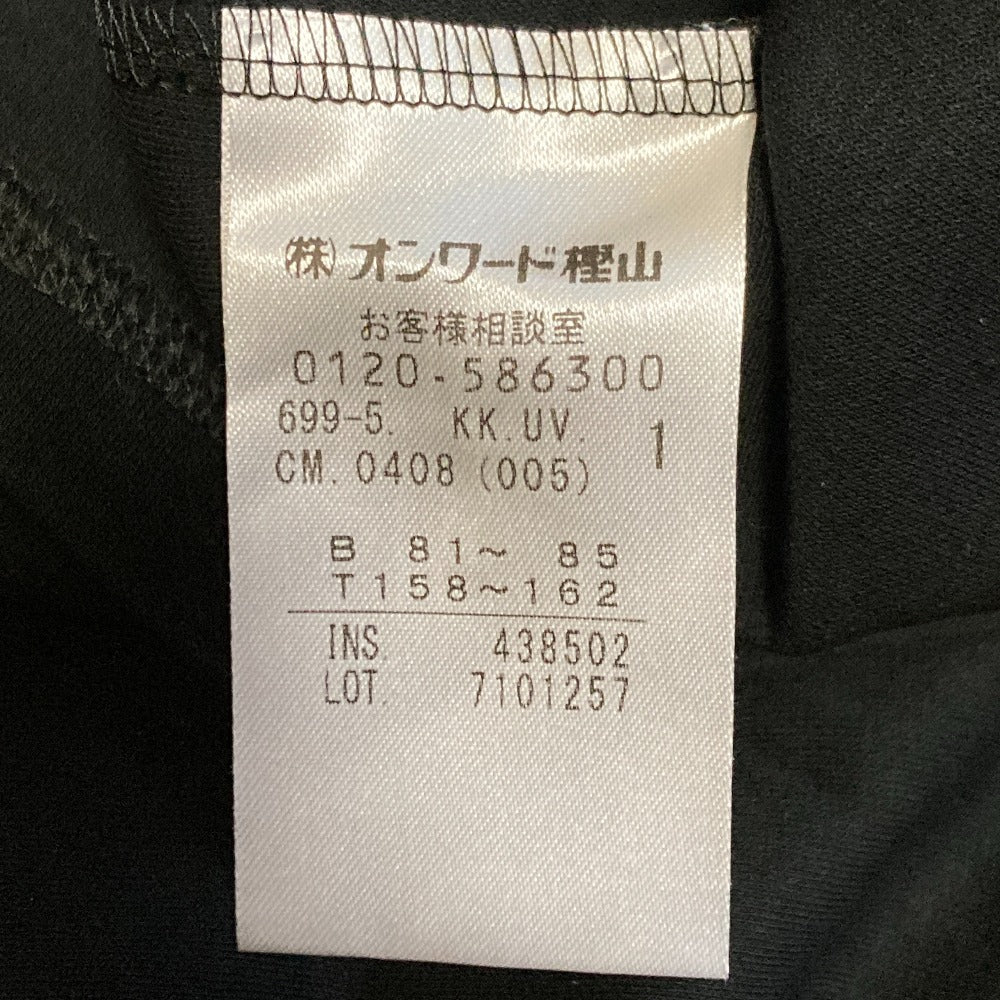 (株)オンワード樫山
お客様相談室
0120-586300
699-5. KK.UV. 1
CM.0408(005)
B 81~ 85
T158~162
INS. 438502
LOT. 7101257